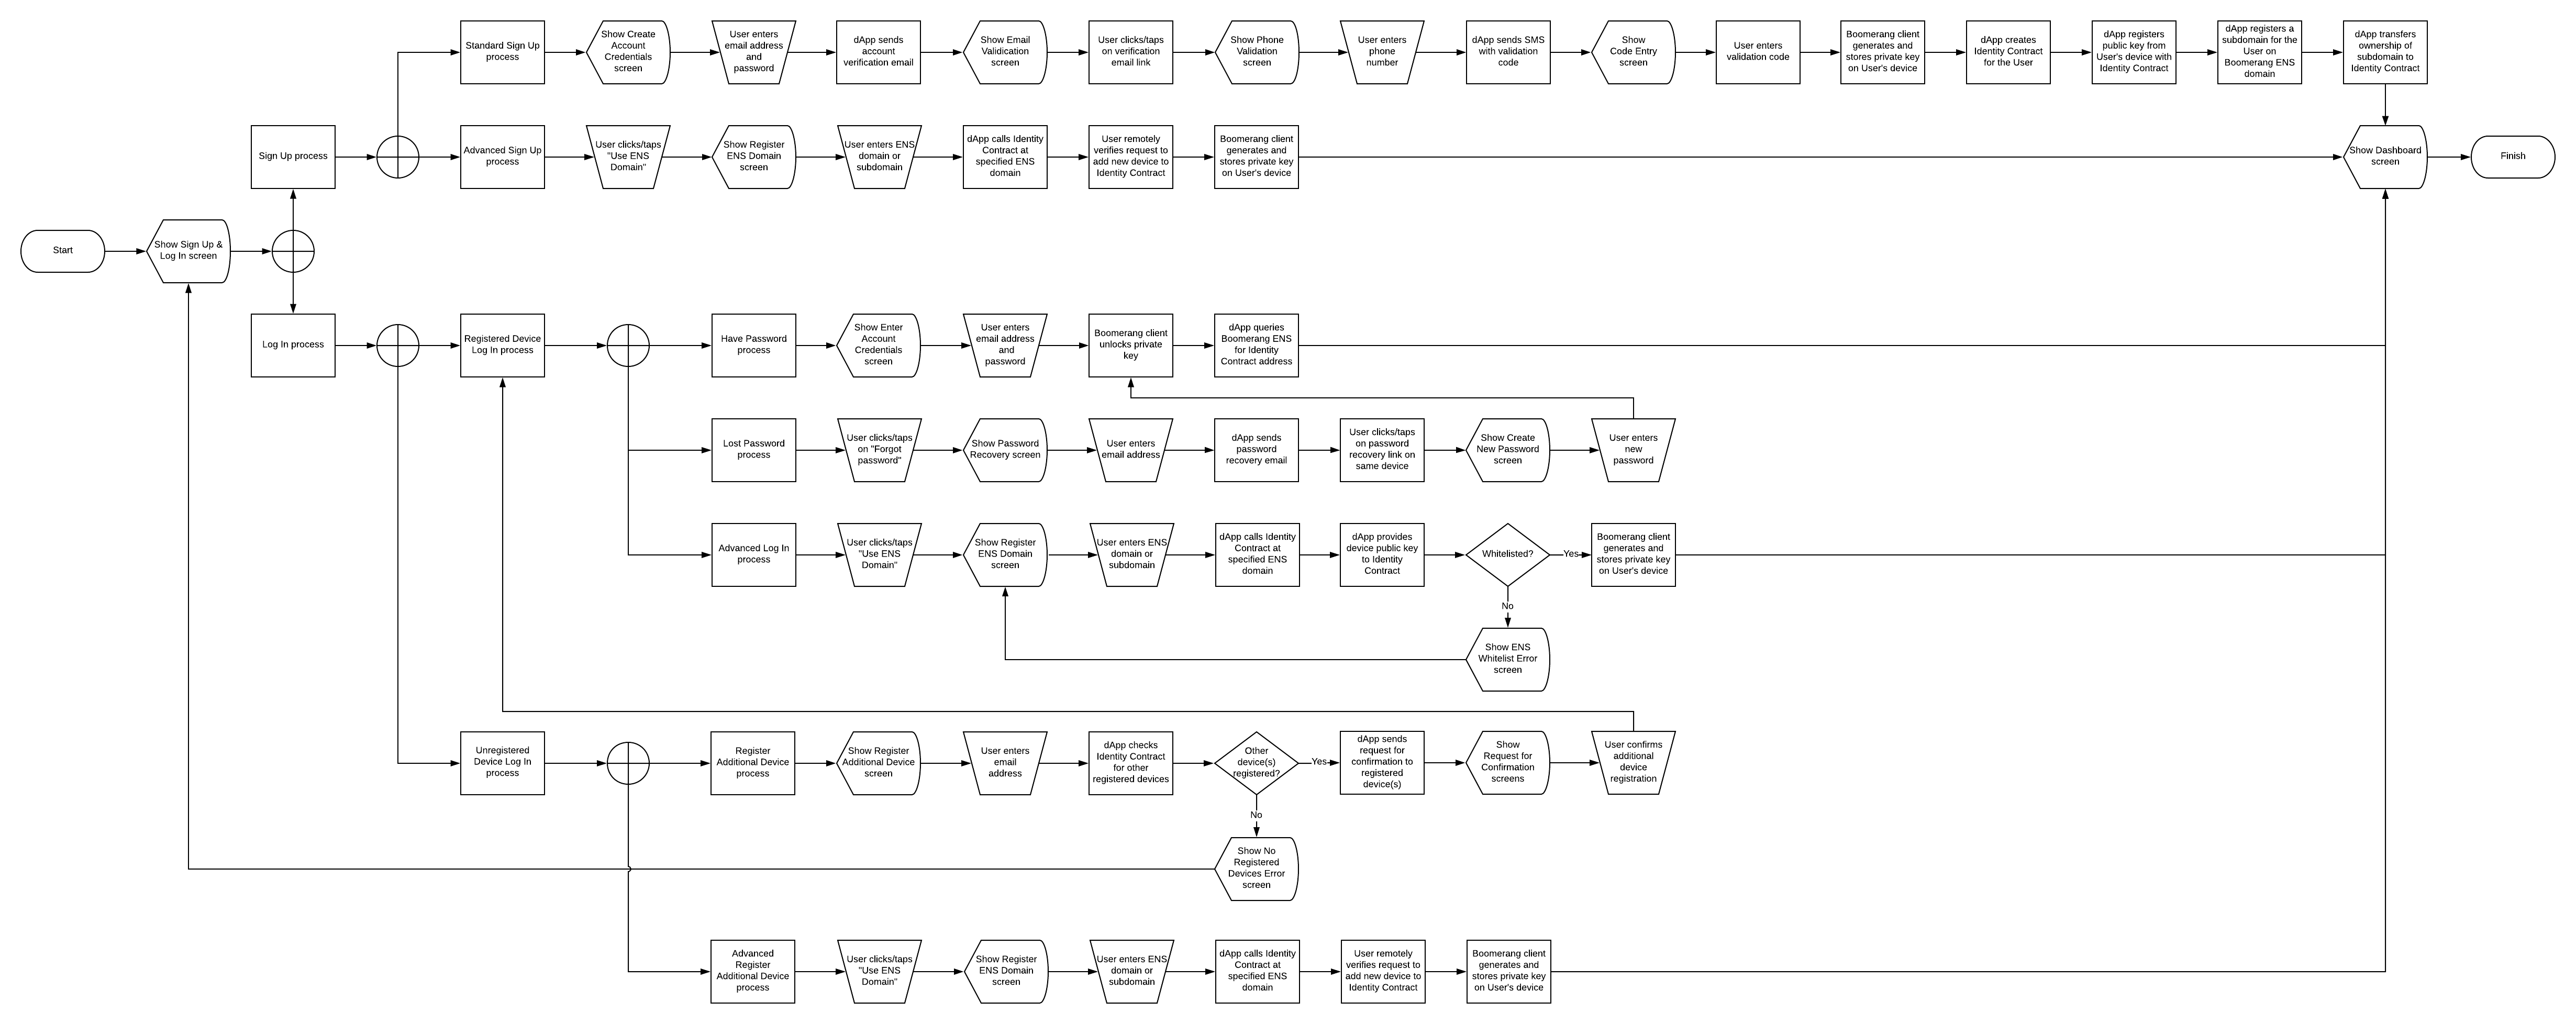 Standard Sign Up
process
Show Create
Account
Credentials
screen
User enters
email address
and
password
dApp sends
account
verification email
Show Email
Validication
screen
User clicks/taps
on verification
email link
Show Phone
Validation
screen
User enters
phone
number
dApp sends SMS
with validation
code
Show
Code Entry
screen
User enters
validation code
Boomerang client
generates and
stores private key
on User's device
dApp creates
Identity Contract
for the User
dApp registers
public key from
User's device with
Identity Contract
dApp registers a
subdomain for the
User on
Boomerang ENS
domain
dApp transfers
ownership of
subdomain to
Identity Contract
Sign Up process
Advanced Sign Up
process
User clicks/taps
"Use ENS
Domain"
Show Register
ENS Domain
screen
User enters ENS
domain or
subdomain
dApp calls Identity
Contract at
specified ENS
domain
User remotely
verifies request to
add new device to
Identity Contract
Boomerang client
generates and
stores private key
on User's device
Show Dashboard
screen
Finish
Start
Show Sign Up &
Log In screen
Log In process
Registered Device
Log In process
Have Password
process
Show Enter
Account
Credentials
screen
User enters
email address
and
password
Boomerang client
unlocks private
key
dApp queries
Boomerang ENS
for Identity
Contract address
Lost Password
process
User clicks/taps
on "Forgot
password"
Show Password
Recovery screen
User enters
email address
dApp sends
password
recovery email
User clicks/taps
on password
recovery link on
same device
Show Create
New Password
screen
User enters
new
password
Advanced Log In
process
User clicks/taps
"Use ENS
Domain"
Show Register
ENS Domain
screen
User enters ENS
domain or
subdomain
dApp calls Identity
Contract at
specified ENS
domain
dApp provides
device public key
to Identity
Contract
Whitelisted?
Yes
Boomerang client
generates and
stores private key
on User's device
No
Show ENS
Whitelist Error
screen
Unregistered
Device Log In
process
Register
Additional Device
process
Show Register
Additional Device
screen
User enters
email
address
dApp checks
Identity Contract
for other
registered devices
Other
device(s)
registered?
Yes
dApp sends
request for
confirmation to
registered
device(s)
Show
Request for
Confirmation
screens
User confirms
additional
device
registration
No
Show No
Registered
Devices Error
screen
Advanced
Register
Additional Device
process
User clicks/taps
"Use ENS
Domain"
Show Register
ENS Domain
screen
User enters ENS
domain or
subdomain
dApp calls Identity
Contract at
specified ENS
domain
User remotely
verifies request to
add new device to
Identity Contract
Boomerang client
generates and
stores private key
on User's device